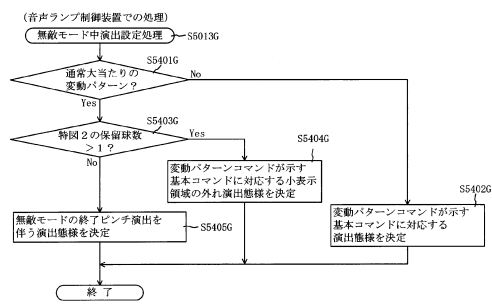 (音声ランプ制御装置での処理)
無敵モード中演出設定処理
S5013G
S5401G
通常大当たりの
変動パターン?
No
Yes
S5403G
特図2の保留球数
>1?
Yes
No
S5404G
変動パターンコマンドが示す
基本コマンドに対応する小表示
領域の外れ演出態様を決定
S5402G
変動パターンコマンドが示す
基本コマンドに対応する
演出態様を決定
無敵モードの終了ピンチ演出を
伴う演出態様を決定
S5405G
終了